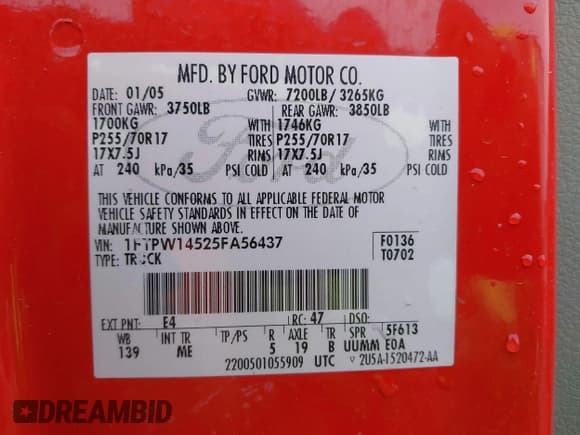 MFD. BY FORD MOTOR CO.
DATE: 01/05 GVWR: 7200LB/ 3265KG
FRONT GAWR: 3750LB REAR GAWR: 3850LB
1700KG WITH 1746KG WITH
P255/70R17 TIRES P255/70R17 TIRES
17X7.5J RIMS 17X7.5J RIMS
AT 240 kPa/35 PSI COLD AT 240 kPa/35 PSI COLD
Ford
THIS VEHICLE CONFORMS TO ALL APPLICABLE FEDERAL MOTOR
VEHICLE SAFETY STANDARDS IN EFFECT ON THE DATE OF
MANUFACTURE SHOWN ABOVE.
VIN: 1FTPW14525FA56437 F0136
TYPE: TRUCK T0702
EXT PNT: E4 RC: 47 DSO:
WB INT TR TP/PS R AXLE TR SPR 5F613
139 ME 5 19 B UUMM E0A
2200501055909 UTC 2U5A-1520472-AA
DREAMBID